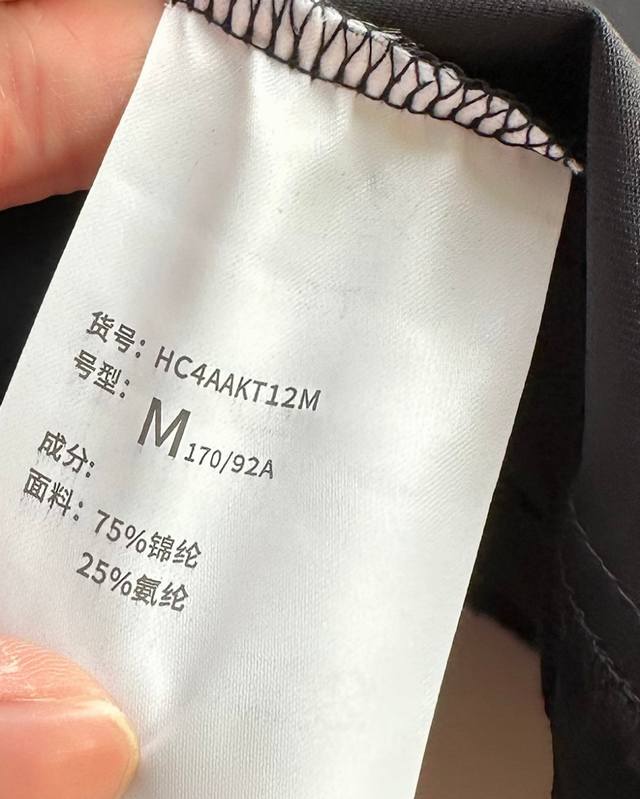 货号：HC4AAKT12M
号型：
M 170/92A
成分：
面料：75%锦纶
25%氨纶